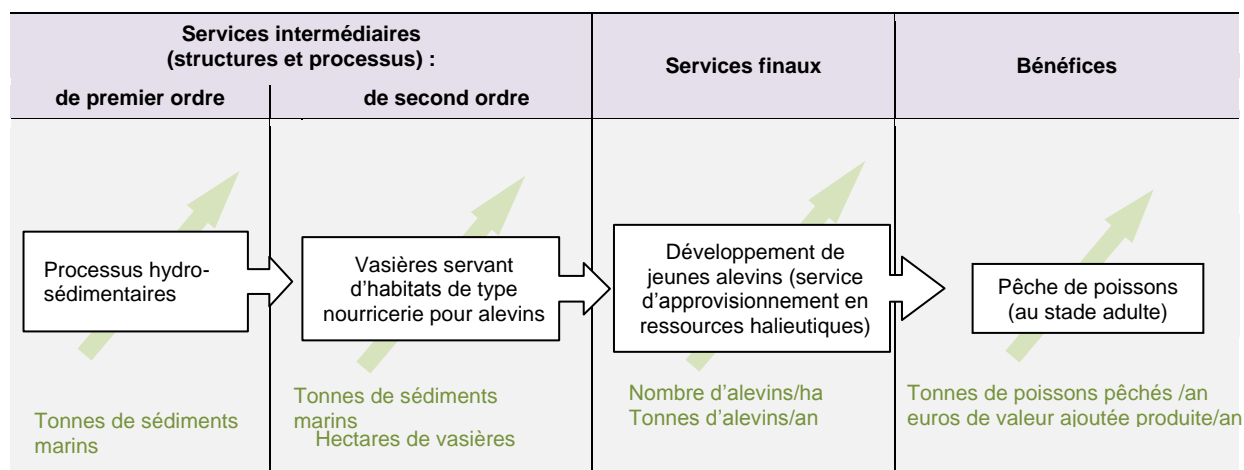 Services intermédiaires
(structures et processus) :
Services finaux
Bénéfices
de premier ordre
de second ordre
Processus hydro-
sédimentaires
Vasières servant
d'habitats de type
nourricerie pour alevins
Développement de
jeunes alevins (service
d'approvisionnement en
ressources halieutiques)
Pêche de poissons
(au stade adulte)
Tonnes de sédiments
marins
Tonnes de sédiments
marins
Hectares de vasières
Nombre d'alevins/ha
Tonnes d'alevins/an
Tonnes de poissons pêchés /an
euros de valeur ajoutée produite/an